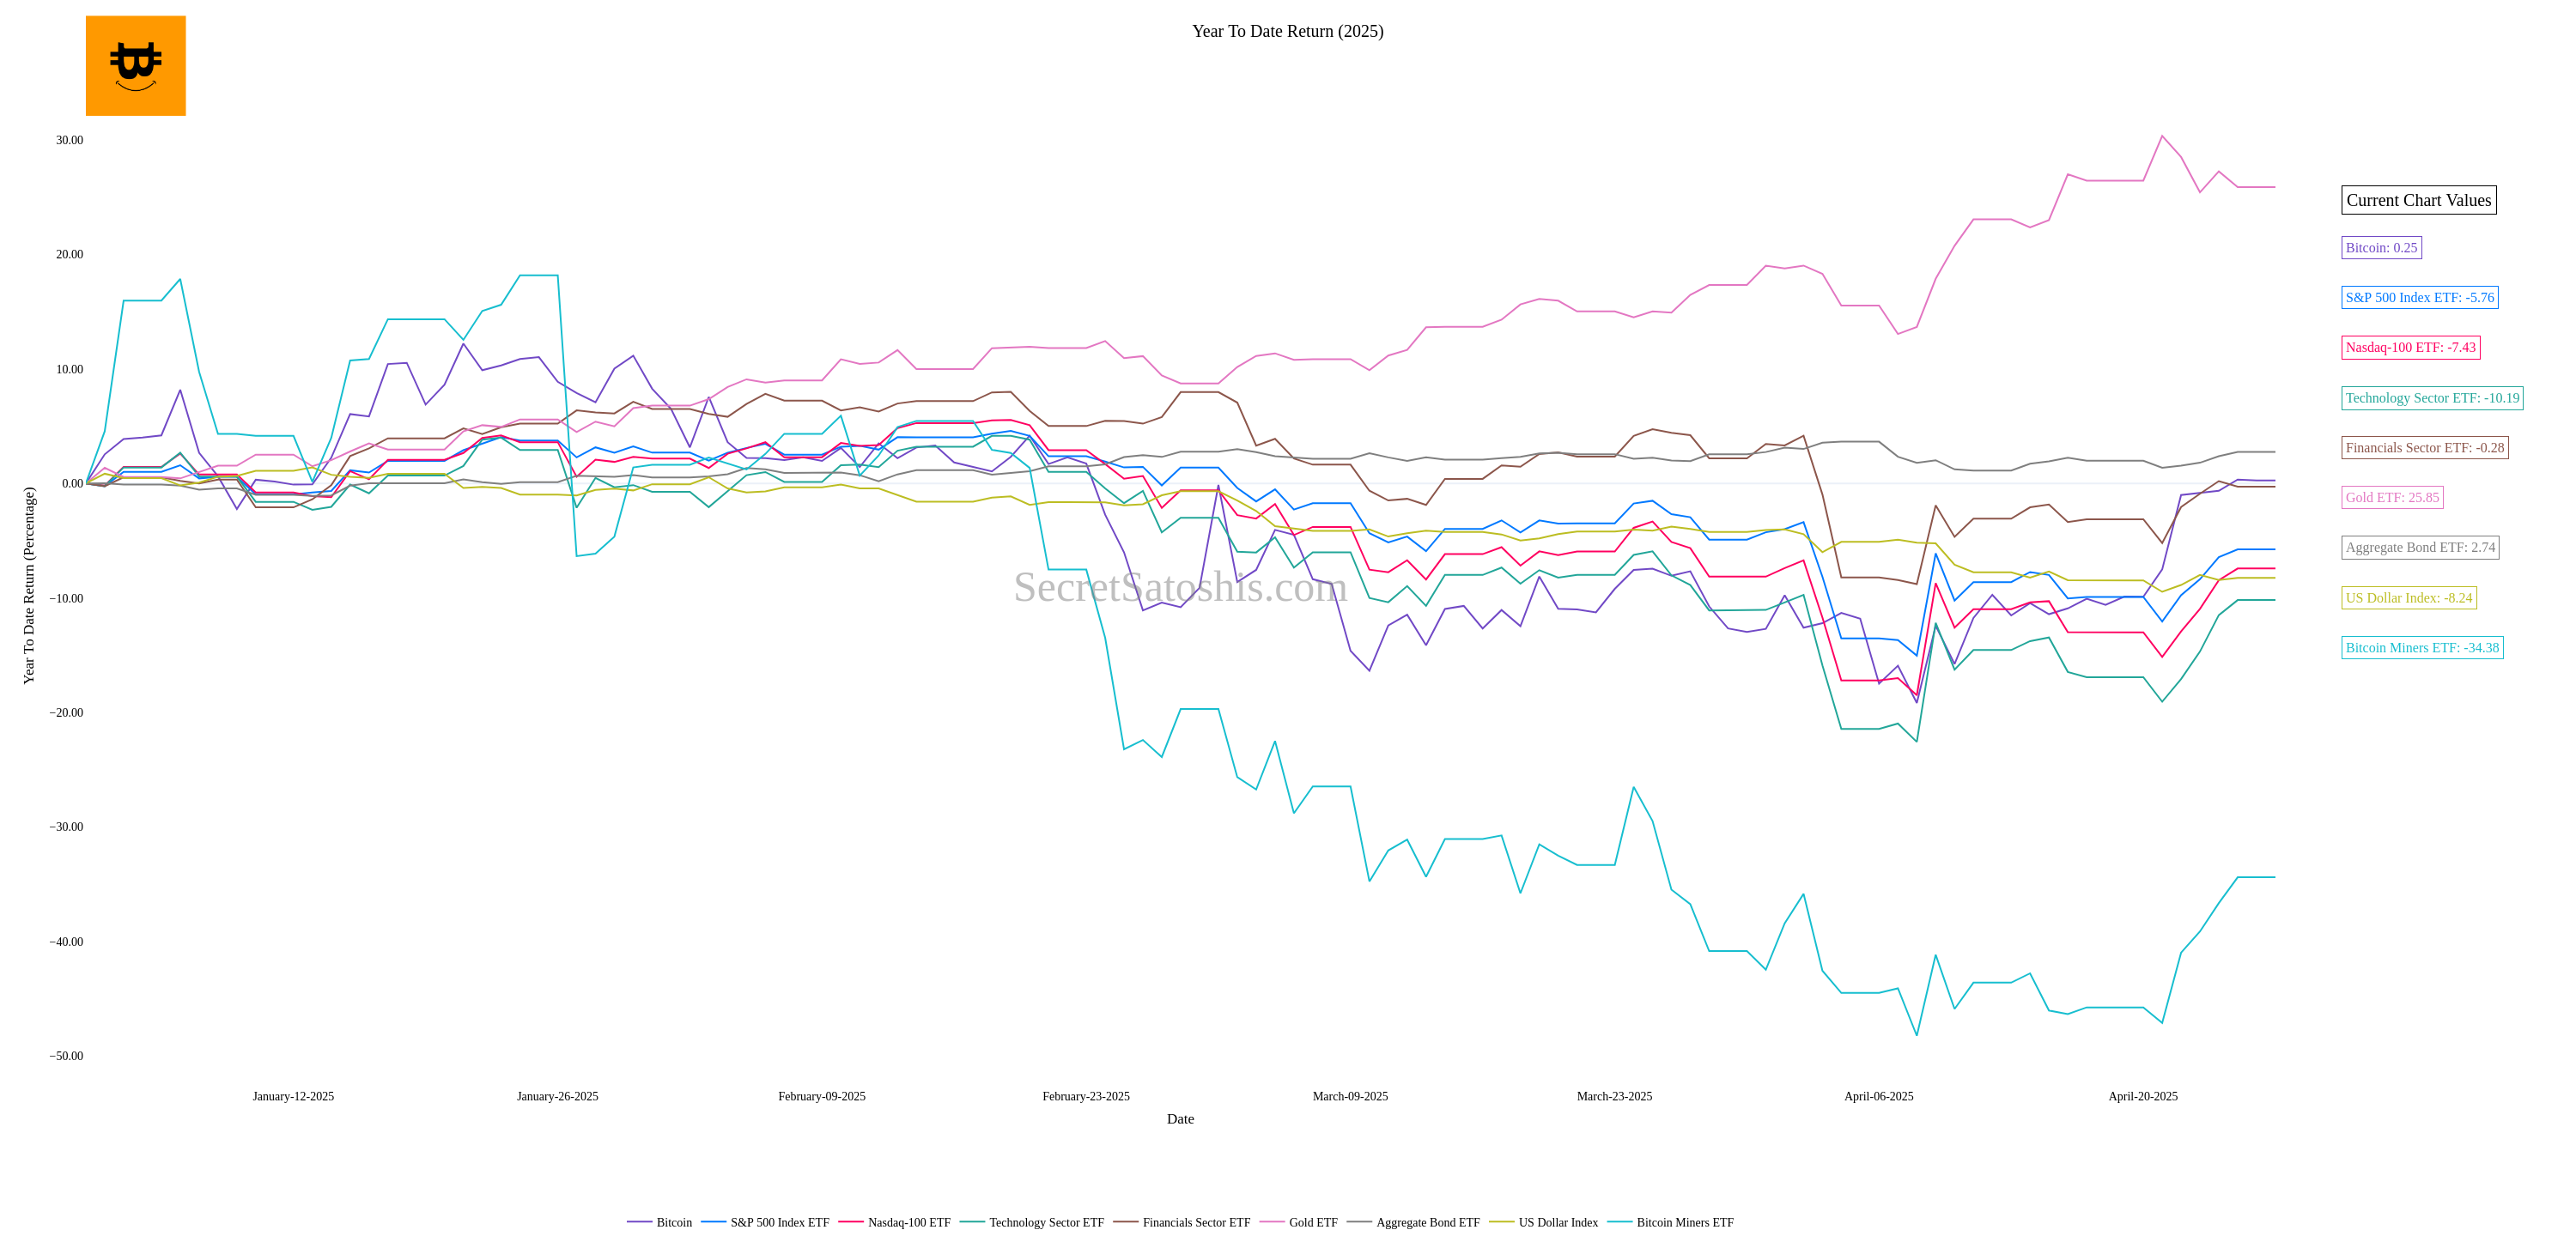 Year To Date Return (2025)
30.00
20.00
10.00
0.00
−10.00
−20.00
−30.00
−40.00
−50.00
Year To Date Return (Percentage)
SecretSatoshis.com
Current Chart Values
Bitcoin: 0.25
S&P 500 Index ETF: -5.76
Nasdaq-100 ETF: -7.43
Technology Sector ETF: -10.19
Financials Sector ETF: -0.28
Gold ETF: 25.85
Aggregate Bond ETF: 2.74
US Dollar Index: -8.24
Bitcoin Miners ETF: -34.38
January-12-2025 January-26-2025 February-09-2025 February-23-2025 March-09-2025 March-23-2025 April-06-2025 April-20-2025
Date
Bitcoin S&P 500 Index ETF Nasdaq-100 ETF Technology Sector ETF Financials Sector ETF Gold ETF Aggregate Bond ETF US Dollar Index Bitcoin Miners ETF